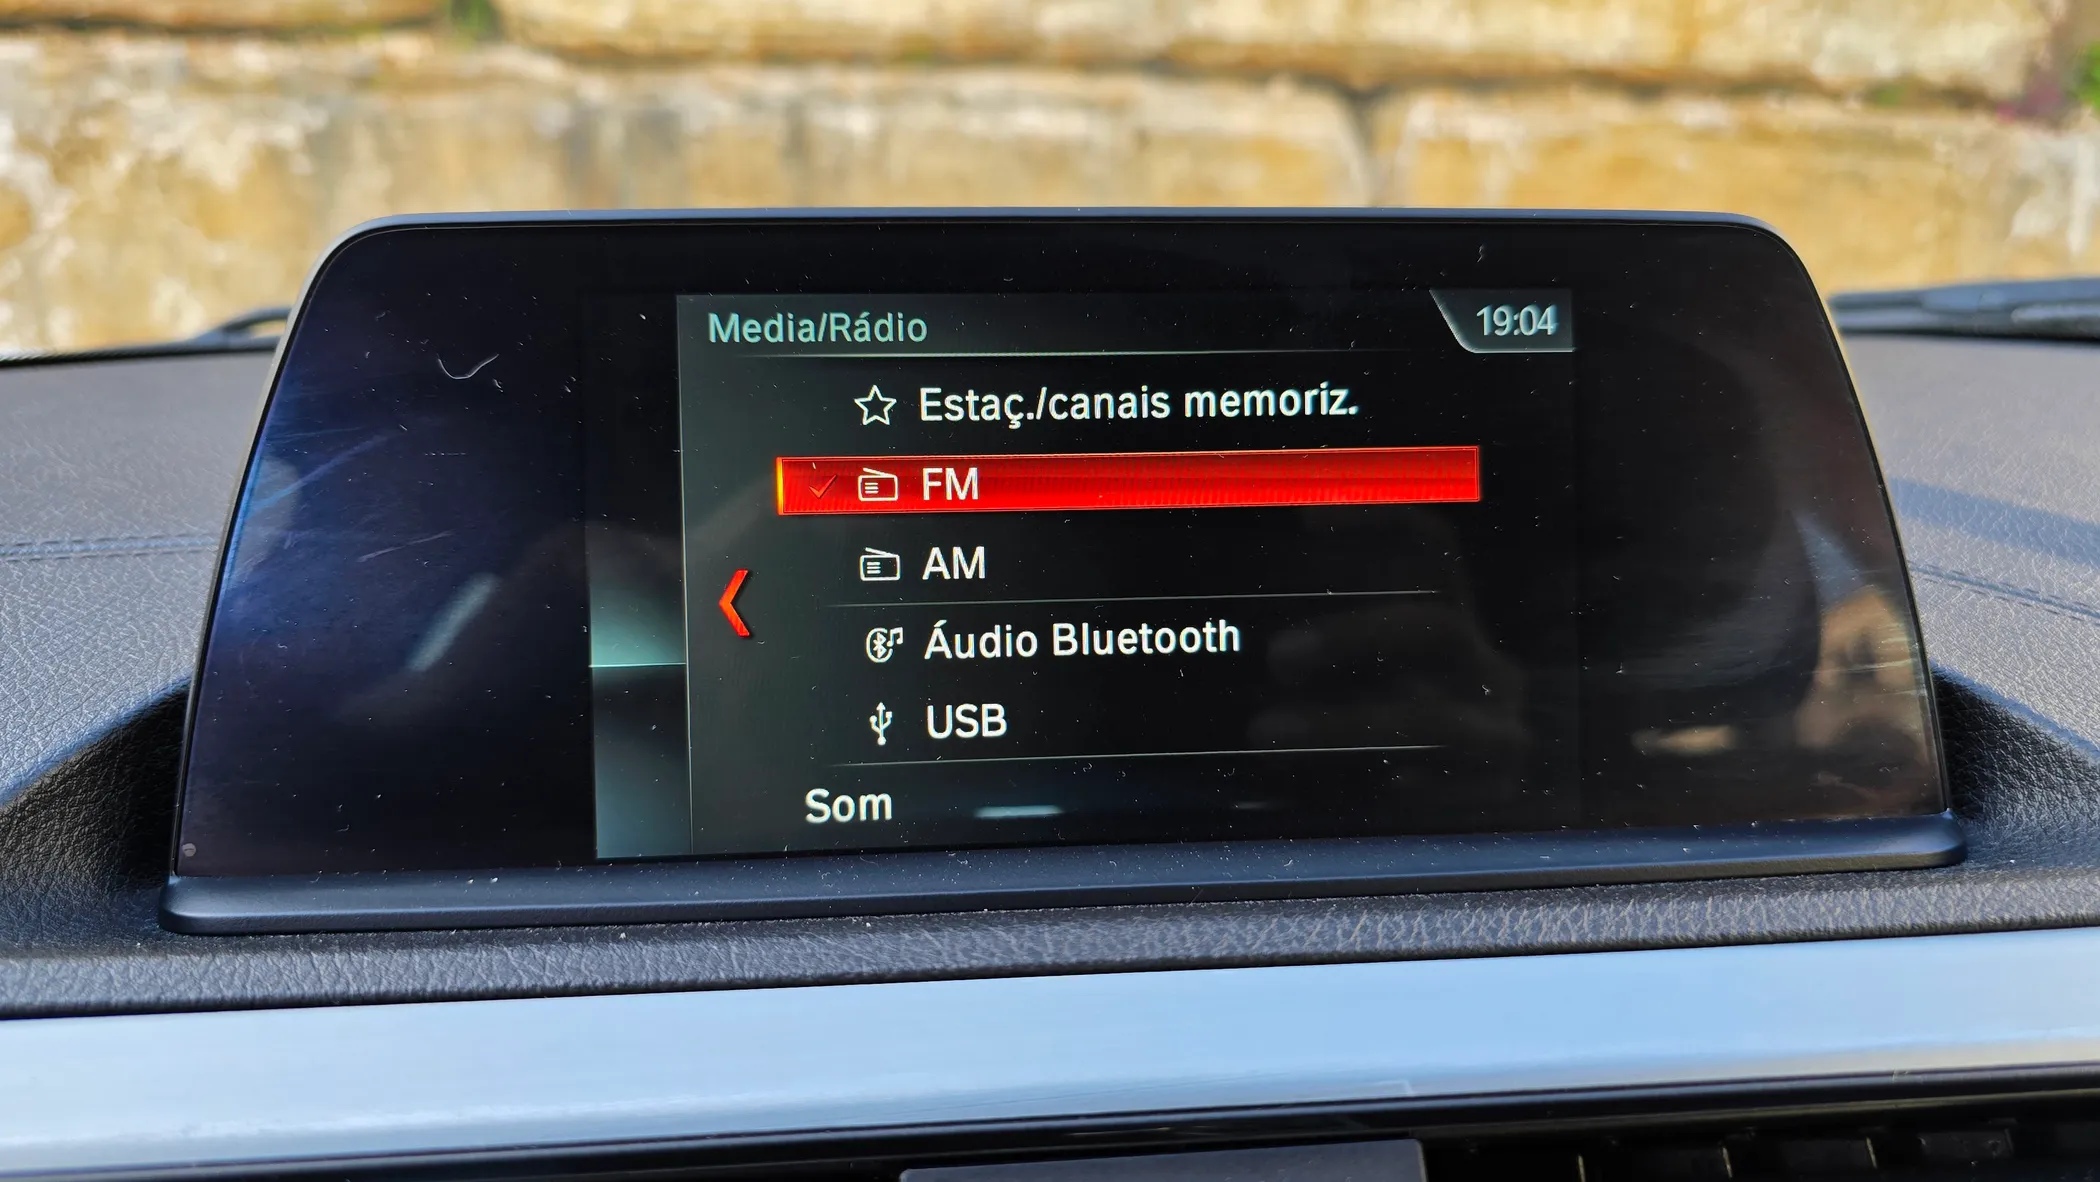 Media/Rádio
19:04
Estaç./canais memoriz.
FM
AM
Áudio Bluetooth
USB
Som